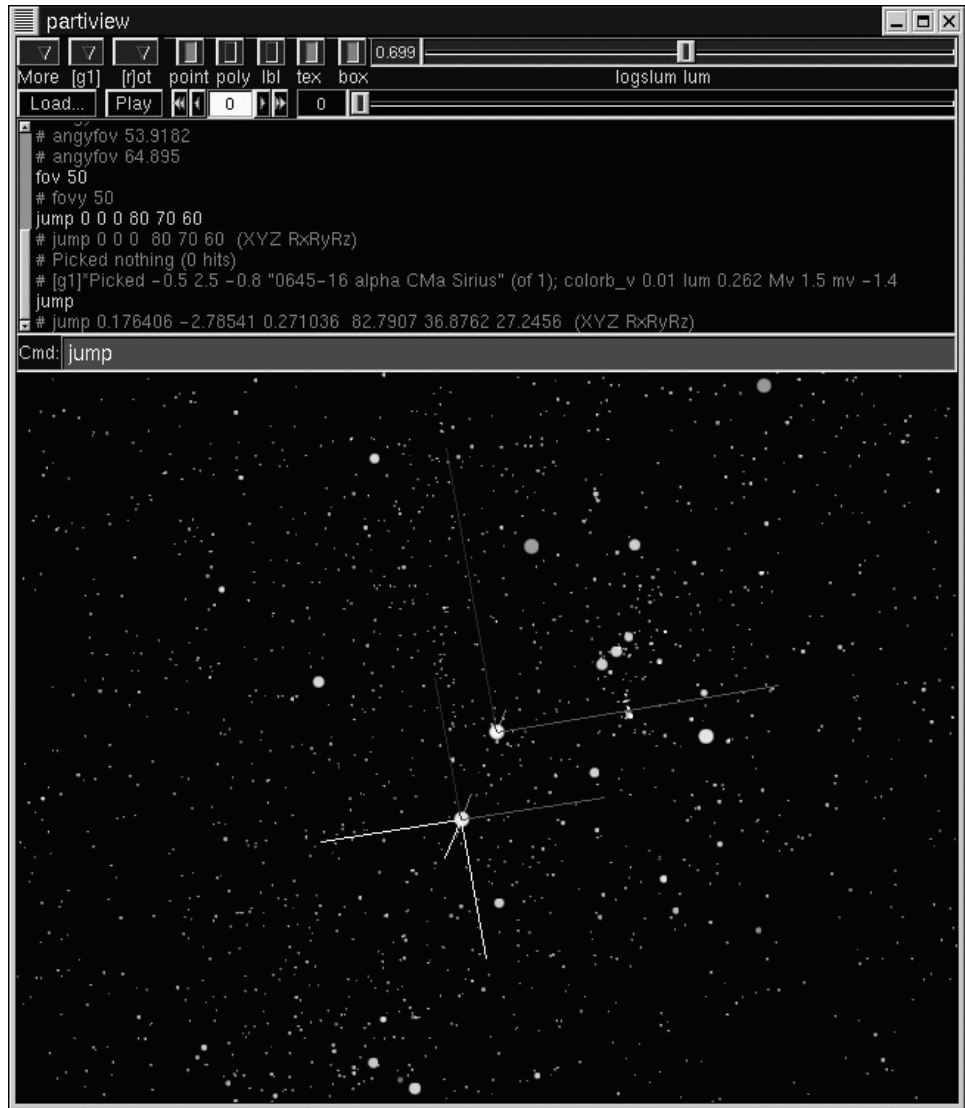 partiview
0.699
More [g1] [r]ot point poly lbl tex box logslum lum
Load... Play 0 0
# angyfov 53.9182
# angyfov 64.895
fov 50
# fovy 50
jump 0 0 0 80 70 60
# jump 0 0 0  80 70 60  (XYZ RxRyRz)
# Picked nothing (0 hits)
# [g1]*Picked −0.5 2.5 −0.8 "0645−16 alpha CMa Sirius" (of 1); colorb_v 0.01 lum 0.262 Mv 1.5 mv −1.4
jump
# jump 0.176406 −2.78541 0.271036  82.7907 36.8762 27.2456  (XYZ RxRyRz)
Cmd: jump